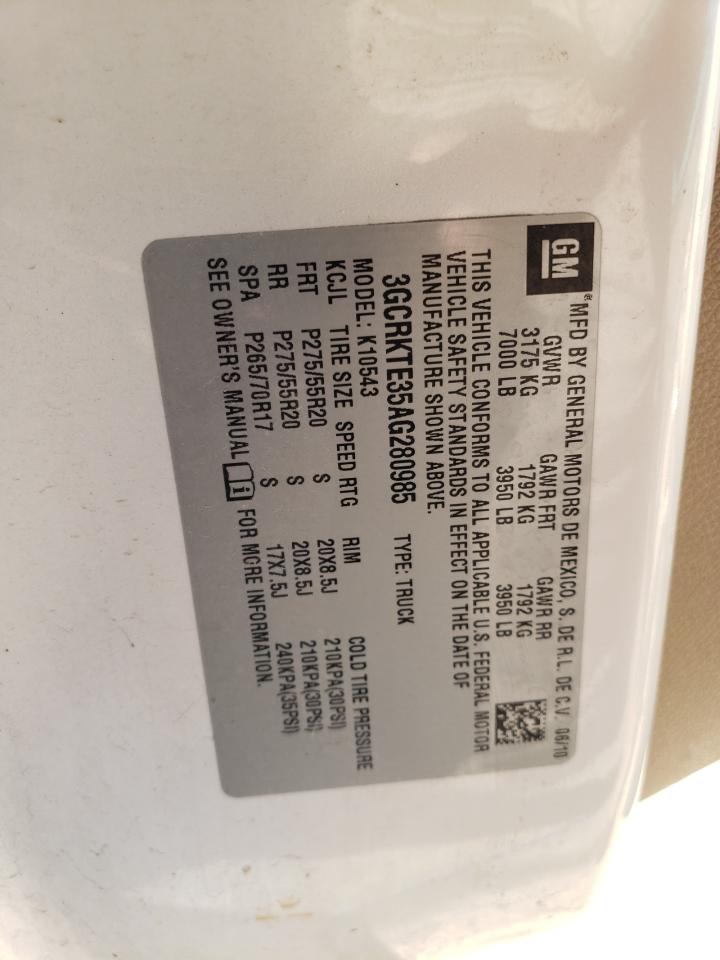 GM
® MFD BY GENERAL MOTORS DE MEXICO, S. DE R.L. DE C.V. 06/10
GVWR GAWR FRT GAWR RR
3175 KG 1792 KG 1792 KG
7000 LB 3950 LB 3950 LB
THIS VEHICLE CONFORMS TO ALL APPLICABLE U.S. FEDERAL MOTOR
VEHICLE SAFETY STANDARDS IN EFFECT ON THE DATE OF
MANUFACTURE SHOWN ABOVE.
3GCRKTE35AG280985 TYPE: TRUCK
MODEL: K10543
KCJL TIRE SIZE SPEED RTG RIM COLD TIRE PRESSURE
FRT P275/55R20 S 20X8.5J 210KPA(30PSI)
RR P275/55R20 S 20X8.5J 210KPA(30PSI)
SPA P265/70R17 S 17X7.5J 240KPA(35PSI)
SEE OWNER'S MANUAL i FOR MORE INFORMATION.